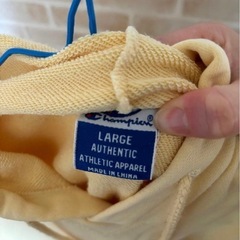 Champion
LARGE
AUTHENTIC
ATHLETIC APPAREL
MADE IN CHINA